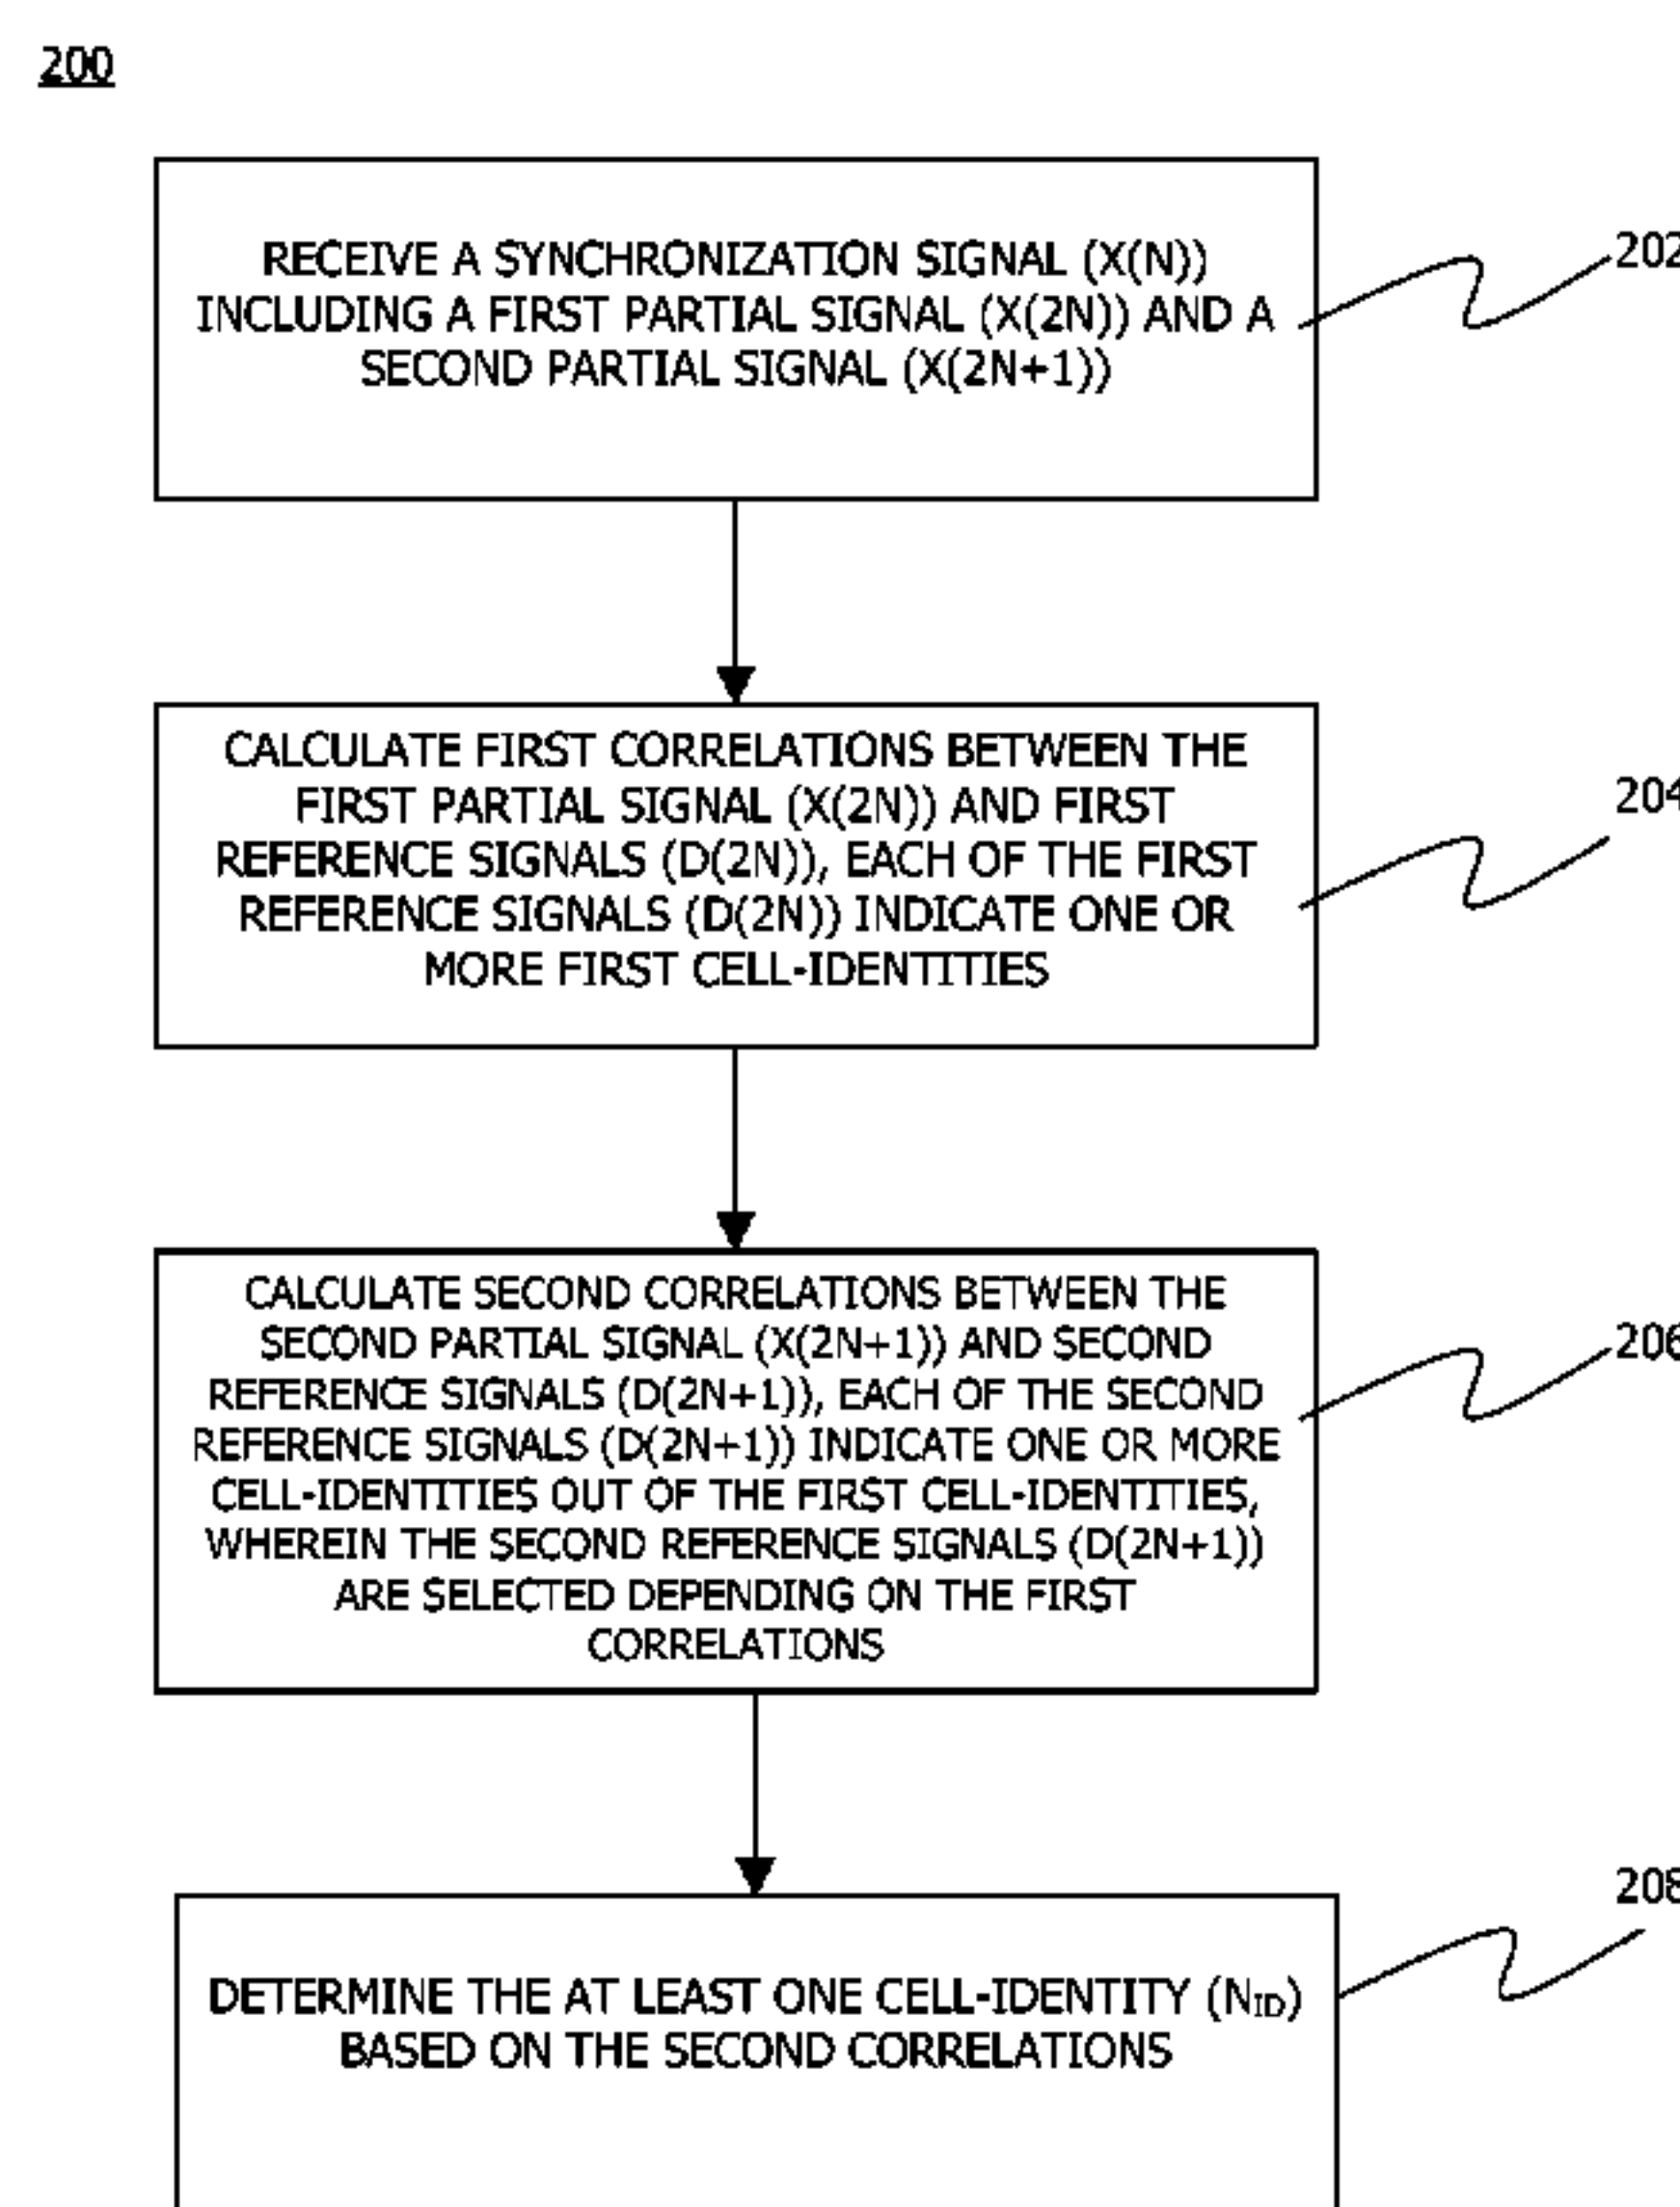 200
RECEIVE A SYNCHRONIZATION SIGNAL (X(N))
INCLUDING A FIRST PARTIAL SIGNAL (X(2N)) AND A
SECOND PARTIAL SIGNAL (X(2N+1))
202
CALCULATE FIRST CORRELATIONS BETWEEN THE
FIRST PARTIAL SIGNAL (X(2N)) AND FIRST
REFERENCE SIGNALS (D(2N)), EACH OF THE FIRST
REFERENCE SIGNALS (D(2N)) INDICATE ONE OR
MORE FIRST CELL-IDENTITIES
204
CALCULATE SECOND CORRELATIONS BETWEEN THE
SECOND PARTIAL SIGNAL (X(2N+1)) AND SECOND
REFERENCE SIGNALS (D(2N+1)), EACH OF THE SECOND
REFERENCE SIGNALS (D(2N+1)) INDICATE ONE OR MORE
CELL-IDENTITIES OUT OF THE FIRST CELL-IDENTITIES,
WHEREIN THE SECOND REFERENCE SIGNALS (D(2N+1))
ARE SELECTED DEPENDING ON THE FIRST
CORRELATIONS
206
DETERMINE THE AT LEAST ONE CELL-IDENTITY (NID)
BASED ON THE SECOND CORRELATIONS
208